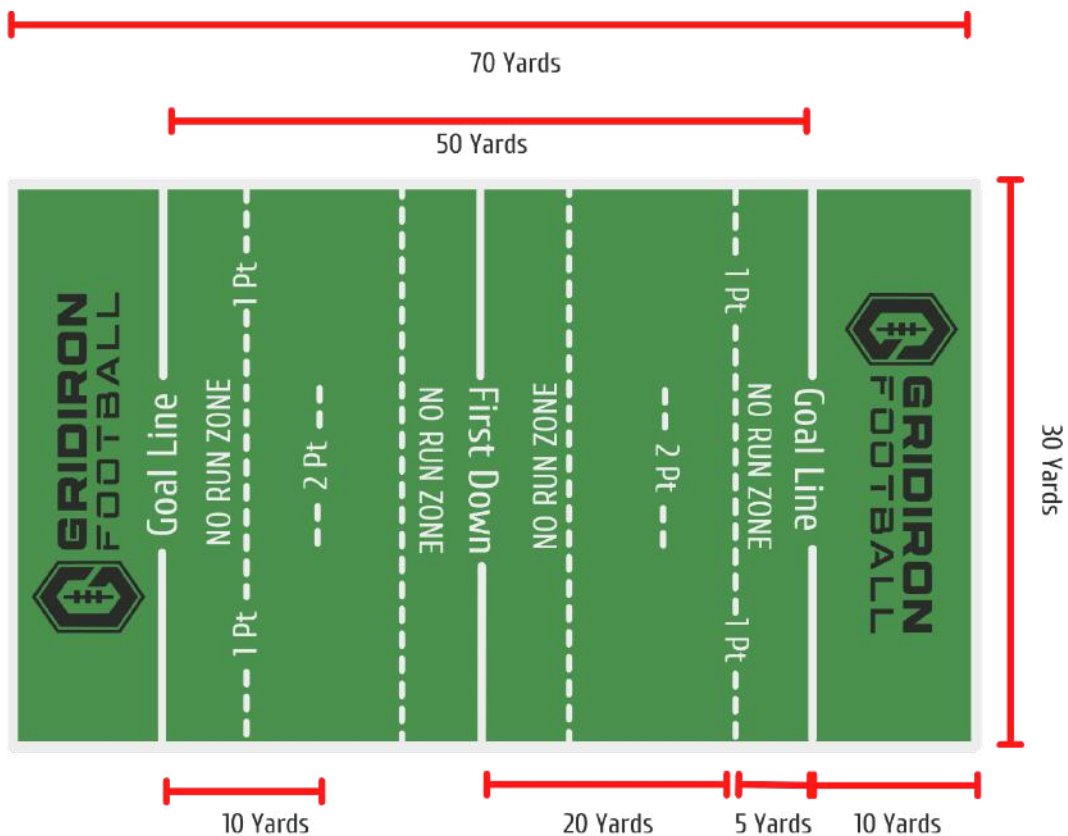 70 Yards
50 Yards
GRIDIRON
FOOTBALL
Goal Line
NO RUN ZONE
1 Pt
1 Pt
2 Pt
NO RUN ZONE
First Down
NO RUN ZONE
2 Pt
1 Pt
1 Pt
NO RUN ZONE
Goal Line
GRIDIRON
FOOTBALL
30 Yards
10 Yards
20 Yards
5 Yards
10 Yards